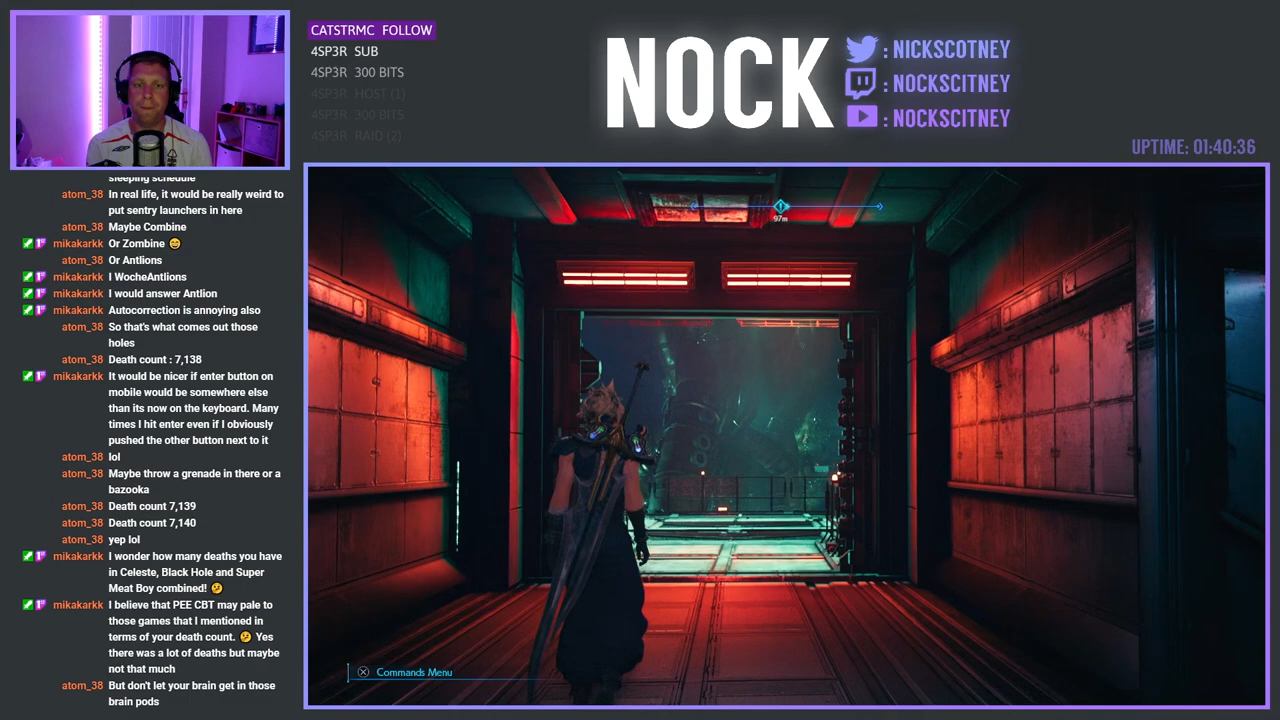 CATSTRMC FOLLOW
4SP3R SUB
4SP3R 300 BITS
4SP3R HOST (1)
4SP3R 300 BITS
4SP3R RAID (2)
NOCK
: NICKSCOTNEY
: NOCKSCITNEY
: NOCKSCITNEY
UPTIME: 01:40:36
sleeping schedule
atom_38 In real life, it would be really weird to
put sentry launchers in here
atom_38 Maybe Combine
mikakarkk Or Zombine 😄
atom_38 Or Antlions
mikakarkk I WocheAntlions
mikakarkk I would answer Antlion
mikakarkk Autocorrection is annoying also
atom_38 So that's what comes out those
holes
atom_38 Death count : 7,138
mikakarkk It would be nicer if enter button on
mobile would be somewhere else
than its now on the keyboard. Many
times I hit enter even if I obviously
pushed the other button next to it
atom_38 lol
atom_38 Maybe throw a grenade in there or a
bazooka
atom_38 Death count 7,139
atom_38 Death count 7,140
atom_38 yep lol
mikakarkk I wonder how many deaths you have
in Celeste, Black Hole and Super
Meat Boy combined! 🤔
mikakarkk I believe that PEE CBT may pale to
those games that I mentioned in
terms of your death count. 🤔 Yes
there was a lot of deaths but maybe
not that much
atom_38 But don't let your brain get in those
brain pods
97m
Commands Menu